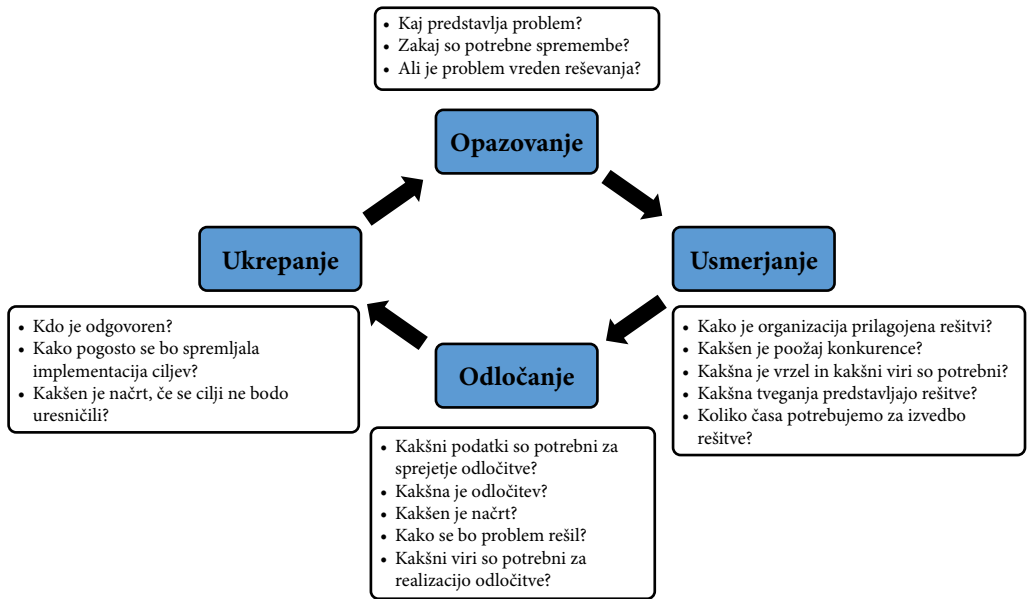 • Kaj predstavlja problem?
• Zakaj so potrebne spremembe?
• Ali je problem vreden reševanja?
Opazovanje
Ukrepanje
Usmerjanje
• Kdo je odgovoren?
• Kako pogosto se bo spremljala
implementacija ciljev?
• Kakšen je načrt, če se cilji ne bodo
uresničili?
• Kako je organizacija prilagojena rešitvi?
• Kakšen je poožaj konkurence?
• Kakšna je vrzel in kakšni viri so potrebni?
• Kakšna tveganja predstavljajo rešitve?
• Koliko časa potrebujemo za izvedbo
rešitve?
Odločanje
• Kakšni podatki so potrebni za
sprejetje odločitve?
• Kakšna je odločitev?
• Kakšen je načrt?
• Kako se bo problem rešil?
• Kakšni viri so potrebni za
realizacijo odločitve?